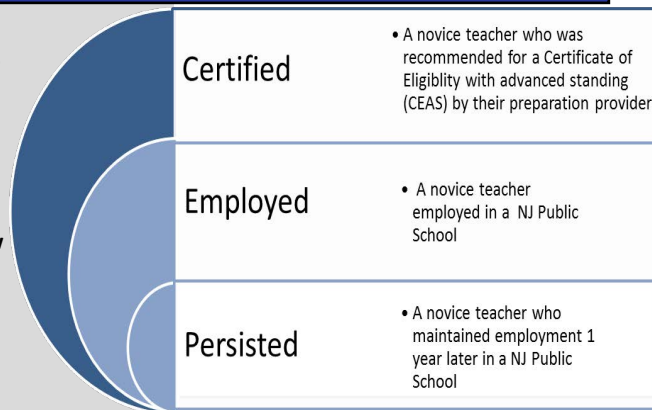 Certified
• A novice teacher who was
recommended for a Certificate of
Eligiblity with advanced standing
(CEAS) by their preparation provider
Employed
• A novice teacher
employed in a NJ Public
School
Persisted
• A novice teacher who
maintained employment 1
year later in a NJ Public
School